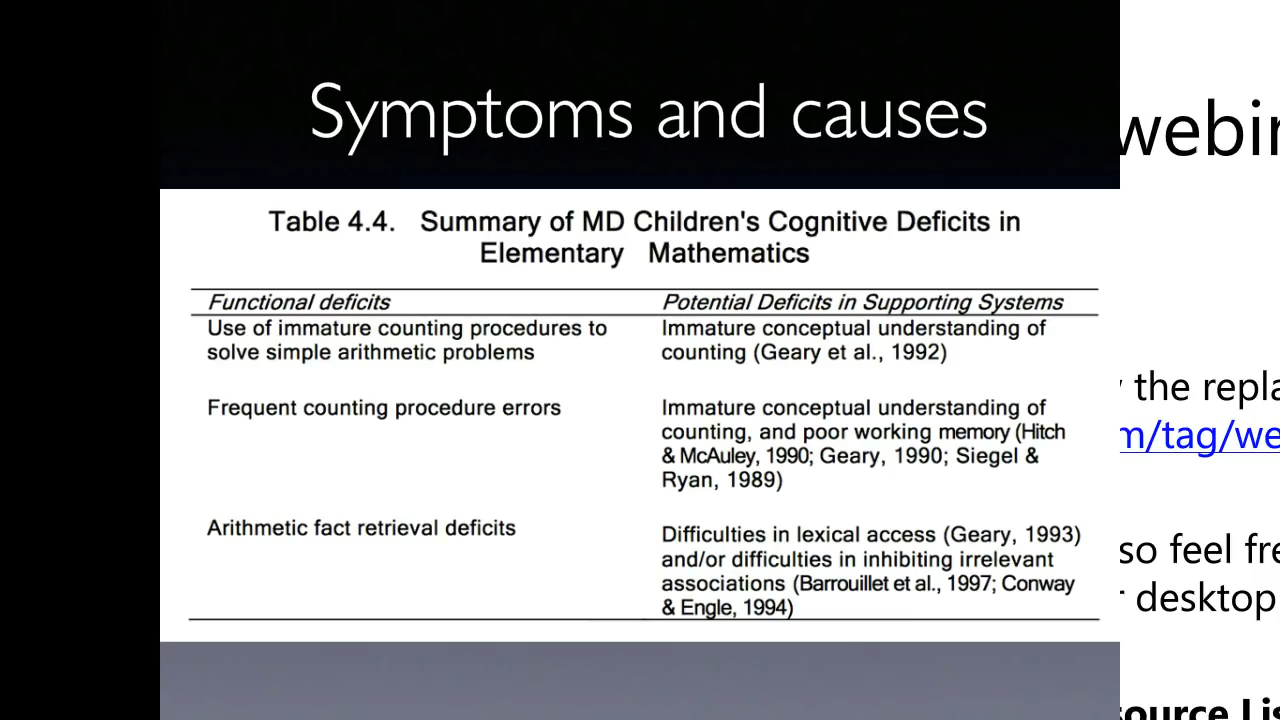 Symptoms and causes
Table 4.4. Summary of MD Children's Cognitive Deficits in
Elementary Mathematics
Functional deficits
Potential Deficits in Supporting Systems
Use of immature counting procedures to
solve simple arithmetic problems
Immature conceptual understanding of
counting (Geary et al., 1992)
Frequent counting procedure errors
Immature conceptual understanding of
counting, and poor working memory (Hitch
& McAuley, 1990; Geary, 1990; Siegel &
Ryan, 1989)
Arithmetic fact retrieval deficits
Difficulties in lexical access (Geary, 1993)
and/or difficulties in inhibiting irrelevant
associations (Barrouillet et al., 1997; Conway
& Engle, 1994)
webin
the repla
m/tag/we
so feel fre
desktop
ource Lis